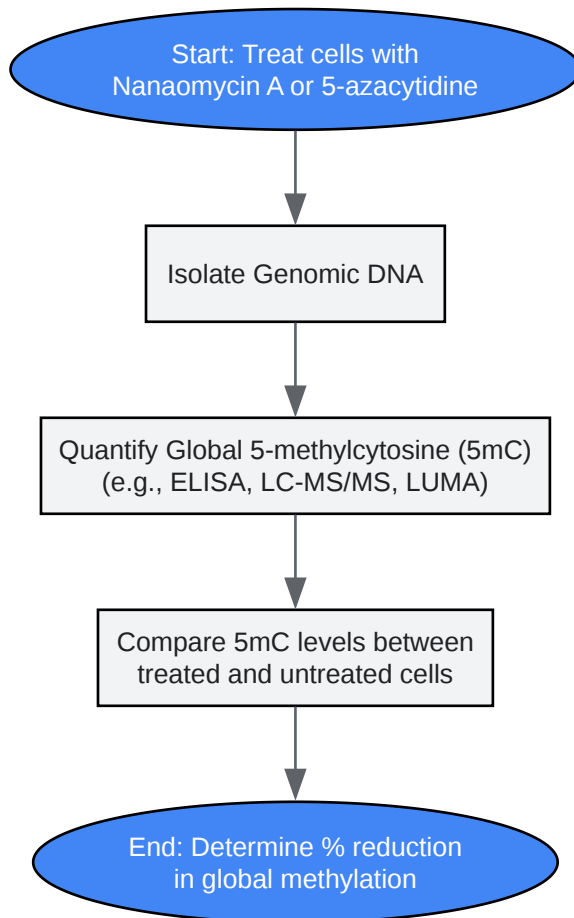 Start: Treat cells with
Nanaomycin A or 5-azacytidine
Isolate Genomic DNA
Quantify Global 5-methylcytosine (5mC)
(e.g., ELISA, LC-MS/MS, LUMA)
Compare 5mC levels between
treated and untreated cells
End: Determine % reduction
in global methylation